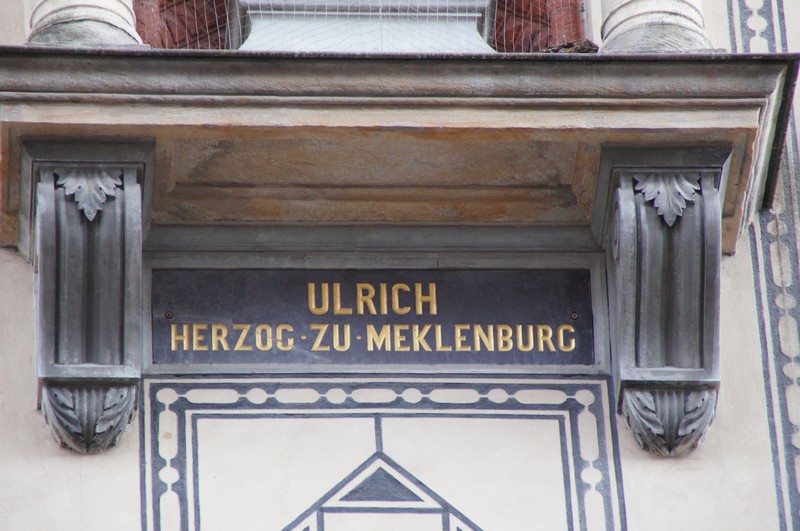 ULRICH
HERZOG · ZU · MEKLENBURG